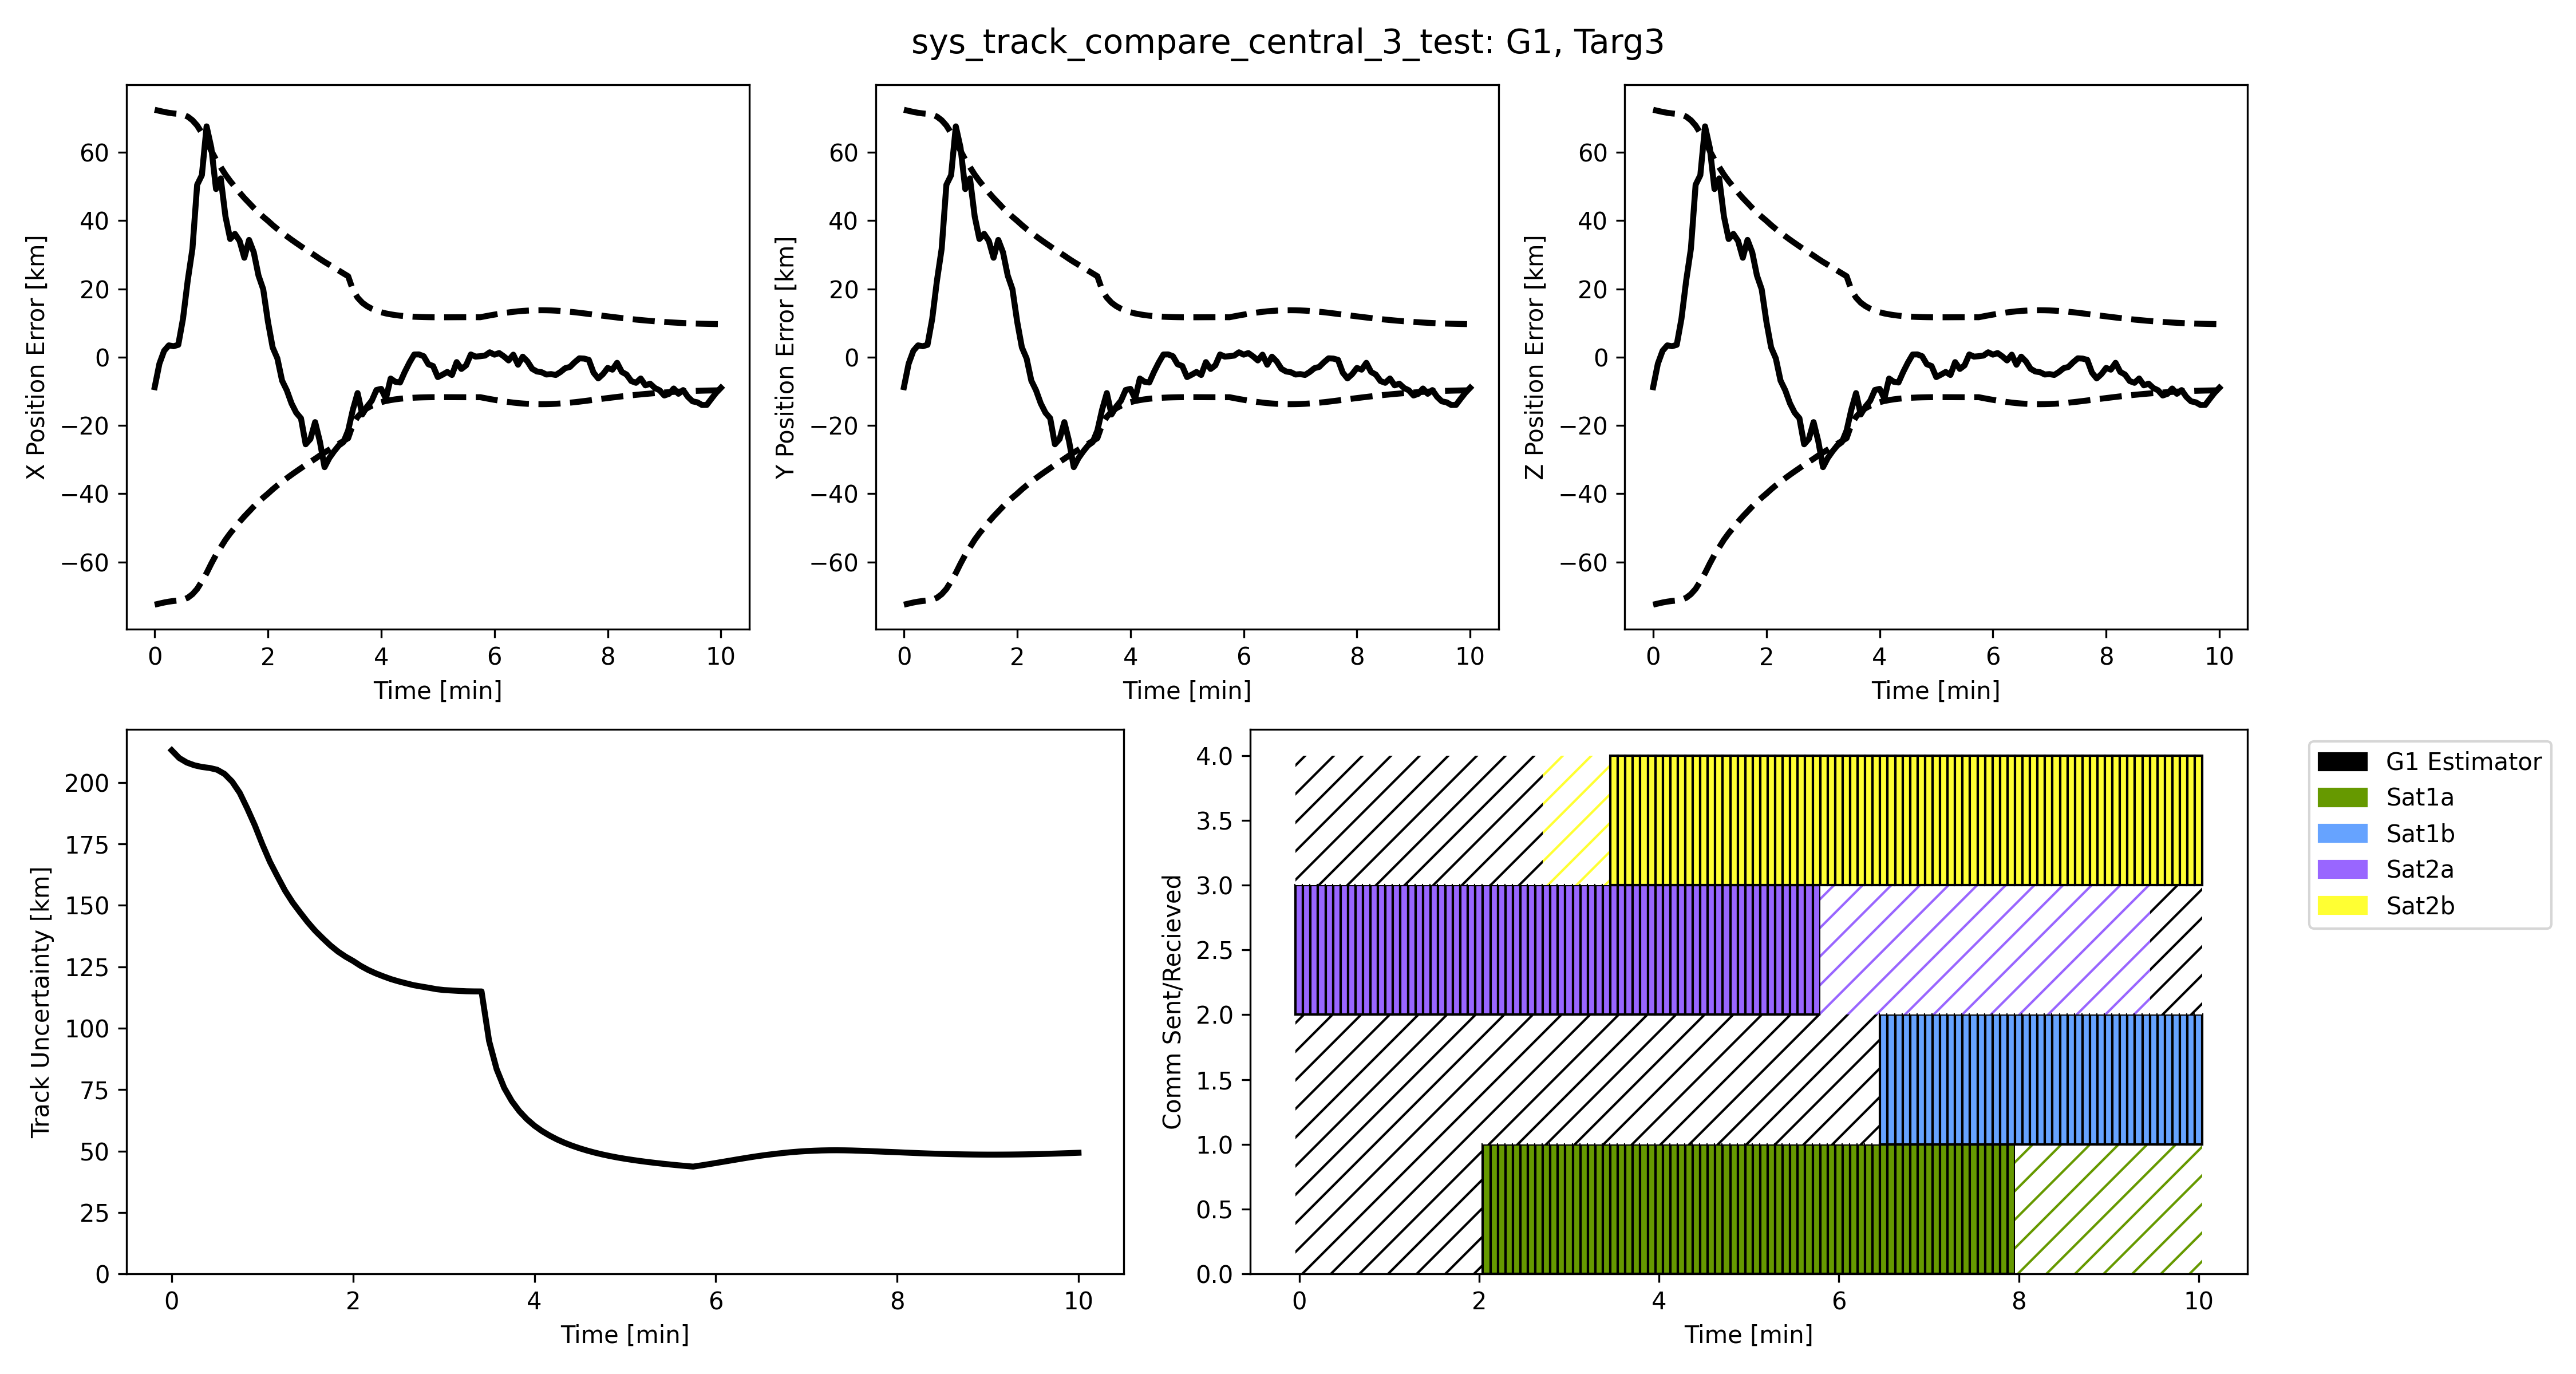 sys_track_compare_central_3_test: G1, Targ3
X Position Error [km]
60
40
20
0
−20
−40
−60
0 2 4 6 8 10
Time [min]
Y Position Error [km]
60
40
20
0
−20
−40
−60
0 2 4 6 8 10
Time [min]
Z Position Error [km]
60
40
20
0
−20
−40
−60
0 2 4 6 8 10
Time [min]
Track Uncertainty [km]
200
175
150
125
100
75
50
25
0
0 2 4 6 8 10
Time [min]
Comm Sent/Recieved
4.0
3.5
3.0
2.5
2.0
1.5
1.0
0.5
0.0
0 2 4 6 8 10
Time [min]
G1 Estimator
Sat1a
Sat1b
Sat2a
Sat2b